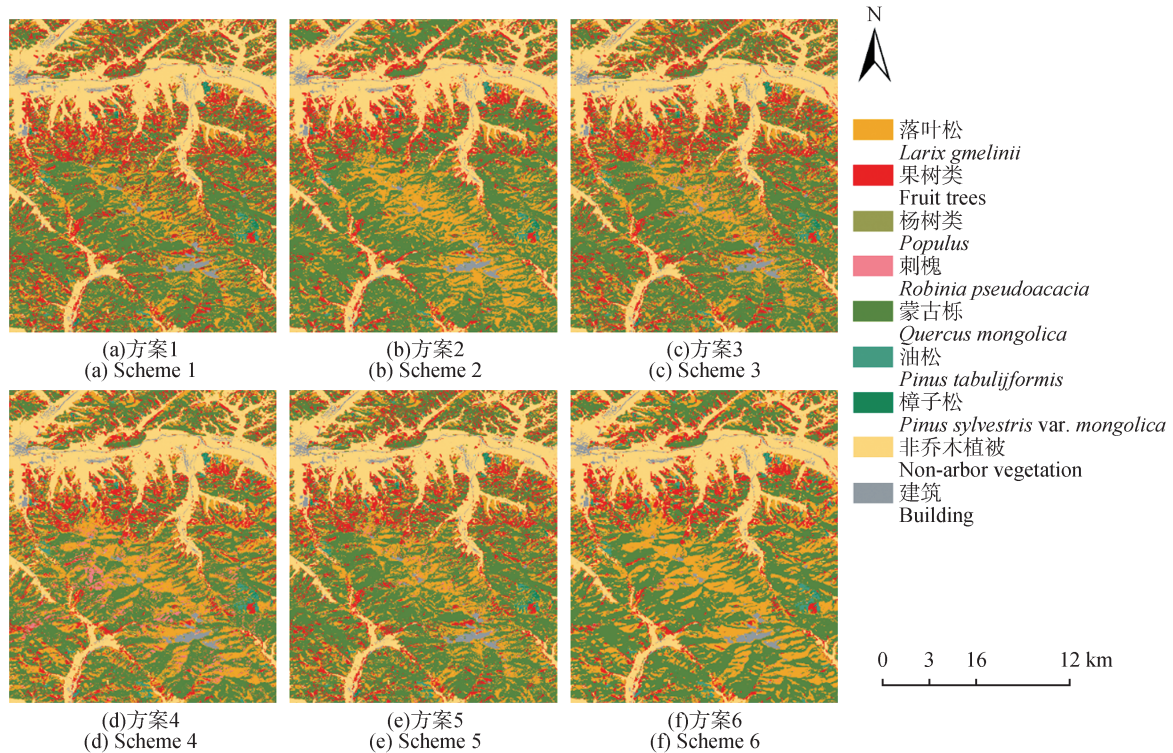 N
落叶松
Larix gmelinii
果树类
Fruit trees
杨树类
Populus
刺槐
Robinia pseudoacacia
蒙古栎
Quercus mongolica
油松
Pinus tabulijformis
樟子松
Pinus sylvestris var. mongolica
非乔木植被
Non-arbor vegetation
建筑
Building
(a)方案1
(a) Scheme 1
(b)方案2
(b) Scheme 2
(c)方案3
(c) Scheme 3
(d)方案4
(d) Scheme 4
(e)方案5
(e) Scheme 5
(f)方案6
(f) Scheme 6
0 3 16 12 km